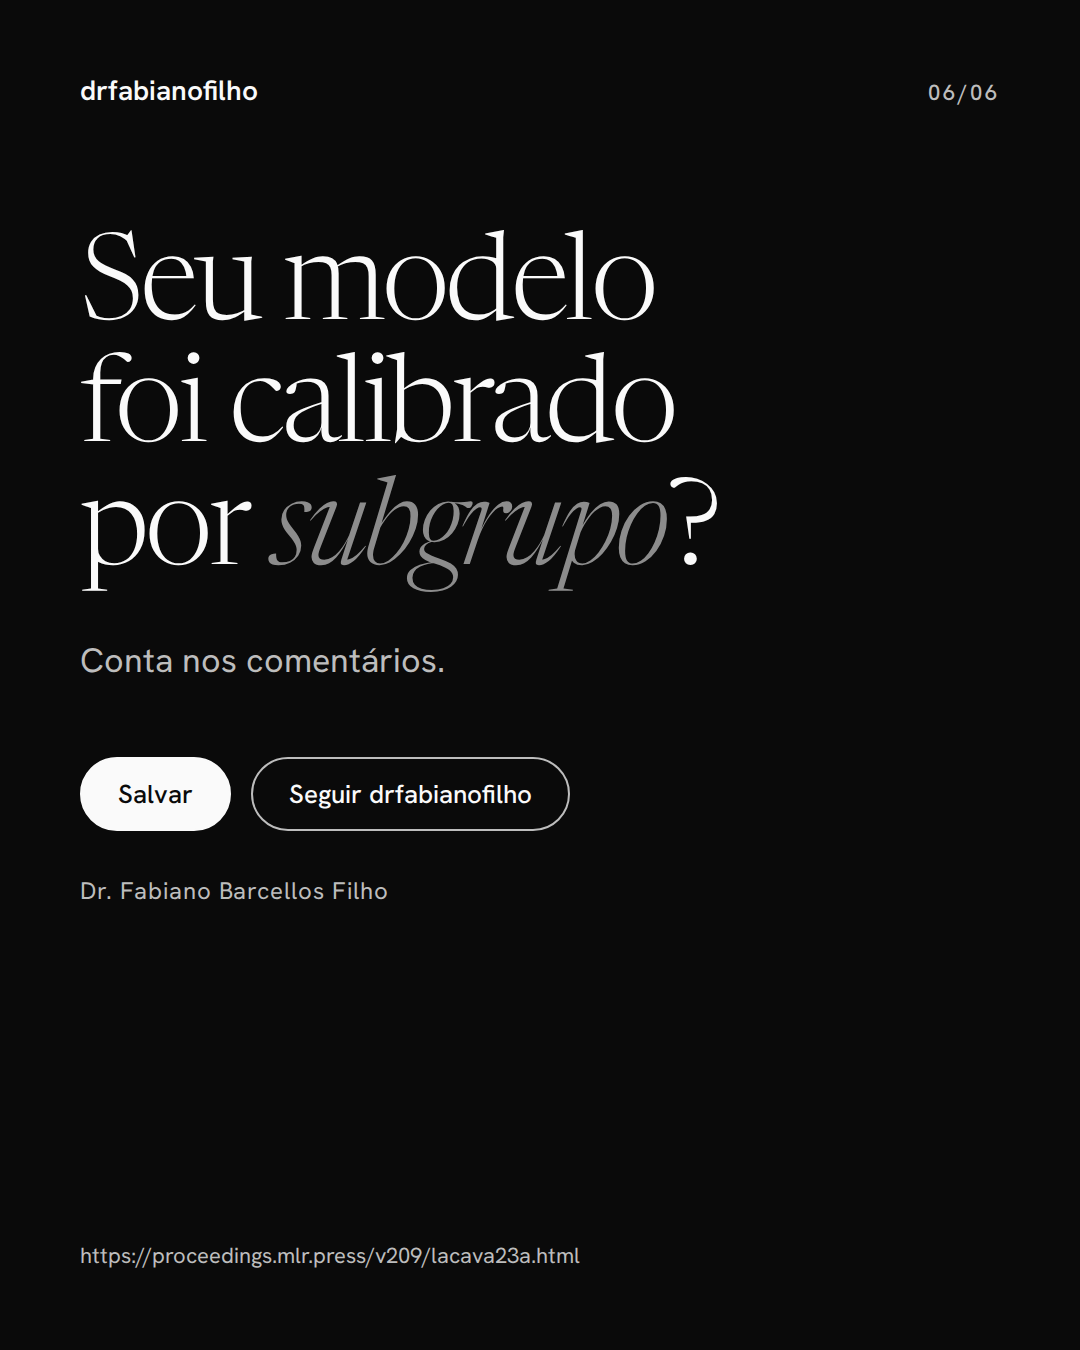 drfabianofilho
06/06
Seu modelo
foi calibrado
por subgrupo?
Conta nos comentários.
Salvar
Seguir drfabianofilho
Dr. Fabiano Barcellos Filho
https://proceedings.mlr.press/v209/lacava23a.html